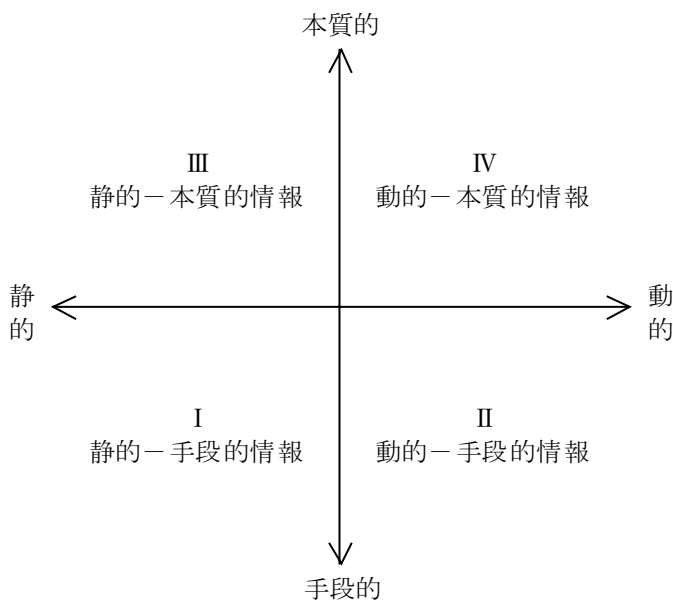 本質的
Ⅲ
静的－本質的情報
Ⅳ
動的－本質的情報
静
的
動
的
Ⅰ
静的－手段的情報
Ⅱ
動的－手段的情報
手段的